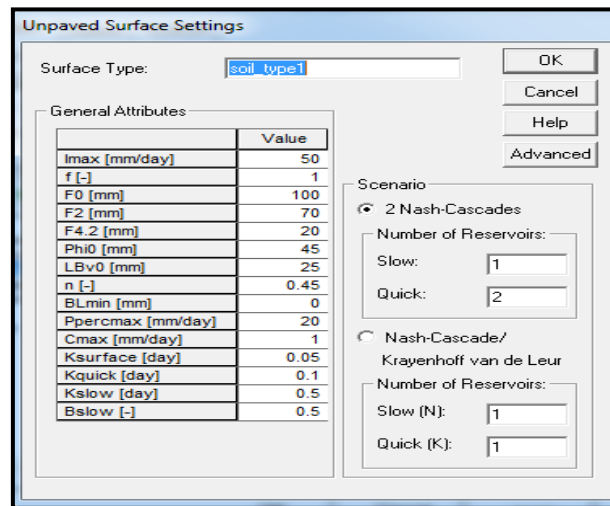 Unpaved Surface Settings
Surface Type:
soil_type1
OK
Cancel
Help
Advanced
General Attributes
Value
Imax [mm/day] 50
f [-] 1
F0 [mm] 100
F2 [mm] 70
F4.2 [mm] 20
Phi0 [mm] 45
LBv0 [mm] 25
n [-] 0.45
BLmin [mm] 0
Ppercmax [mm/day] 20
Cmax [mm/day] 1
Ksurface [day] 0.05
Kquick [day] 0.1
Kslow [day] 0.5
Bslow [-] 0.5
Scenario
2 Nash-Cascades
Number of Reservoirs:
Slow: 1
Quick: 2
Nash-Cascade/
Krayenhoff van de Leur
Number of Reservoirs:
Slow (N): 1
Quick (K): 1